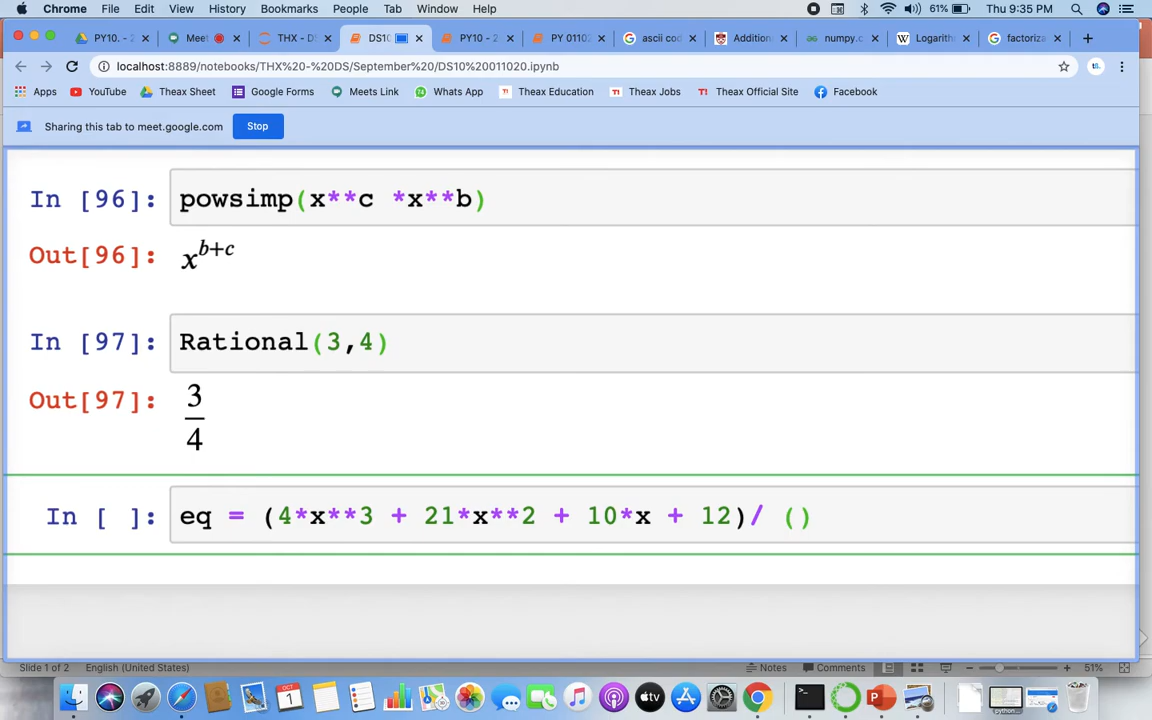 Chrome File Edit View History Bookmarks People Tab Window Help 61% Thu 9:35 PM
PY10. - 2 Meet THX - DS DS10 PY10 - 2 PY 01102 ascii cod Addition numpy.c Logarith factoriza
localhost:8889/notebooks/THX%20-%20DS/September%20/DS10%20011020.ipynb
Apps YouTube Theax Sheet Google Forms Meets Link Whats App Theax Education Theax Jobs Theax Official Site Facebook
Sharing this tab to meet.google.com Stop
In [96]: powsimp(x**c *x**b)
Out[96]: x^{b+c}
In [97]: Rational(3,4)
Out[97]: 3/4
In [ ]: eq = (4*x**3 + 21*x**2 + 10*x + 12)/ ()
Slide 1 of 2 English (United States) Notes Comments 51%